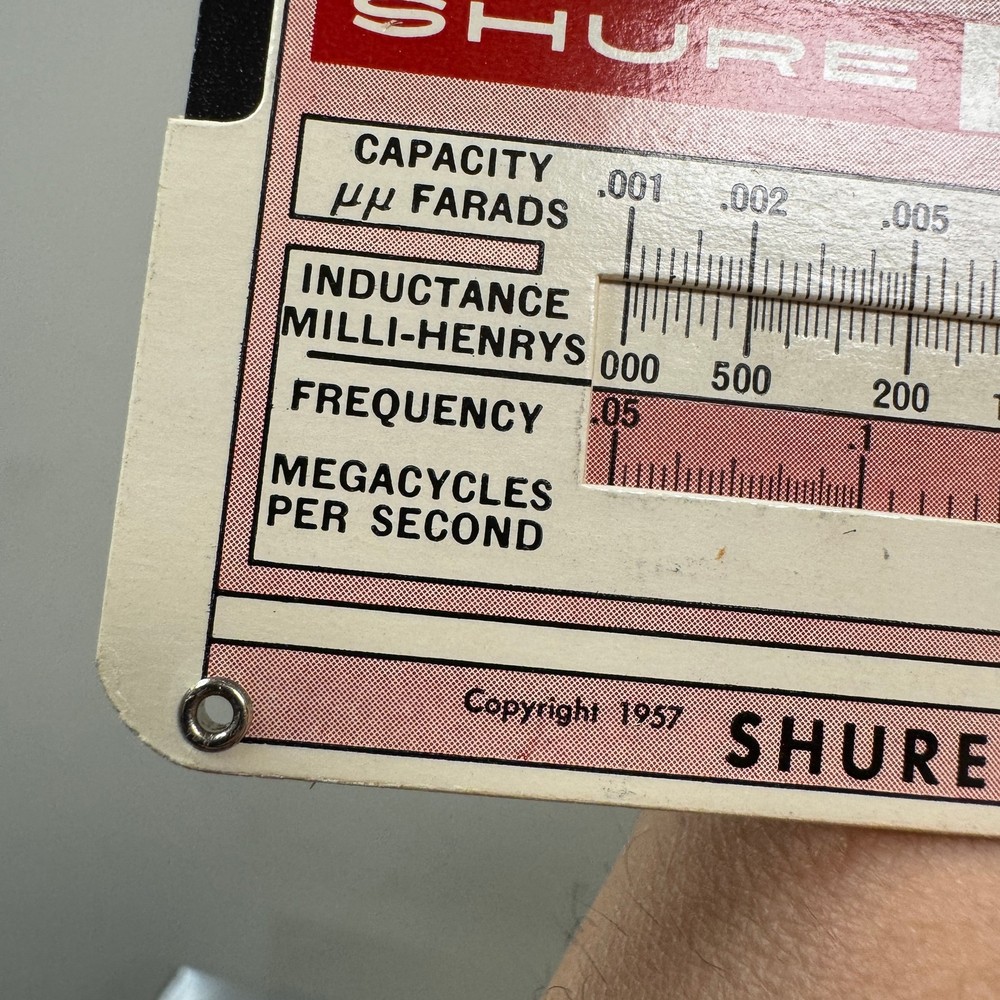 SHURE
CAPACITY
μμ FARADS
.001 .002 .005
INDUCTANCE
MILLI-HENRYS
000 500 200
FREQUENCY
.05 .1
MEGACYCLES
PER SECOND
Copyright 1957 SHURE